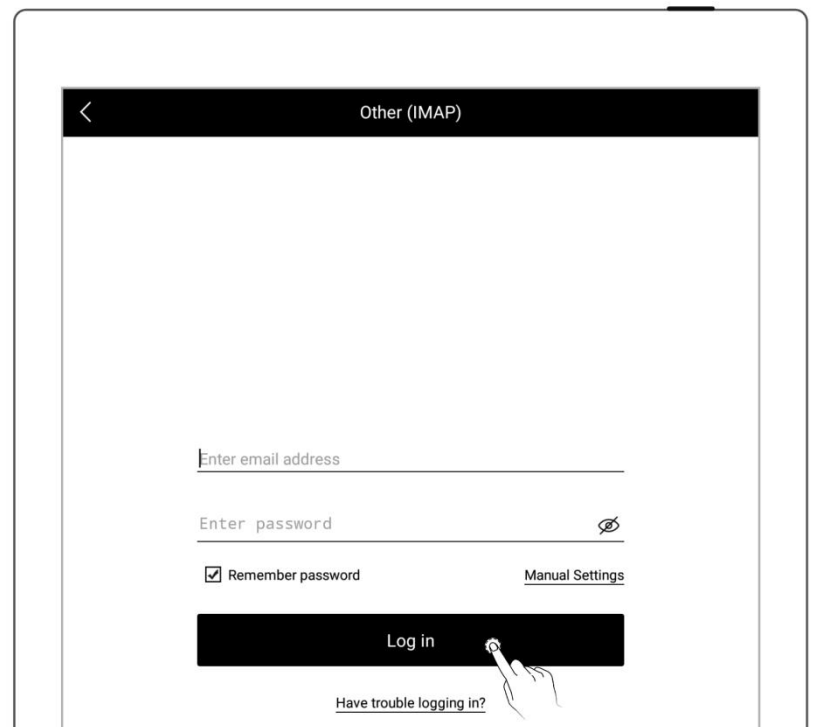 Other (IMAP)
Enter email address
Enter password
Remember password
Manual Settings
Log in
Have trouble logging in?